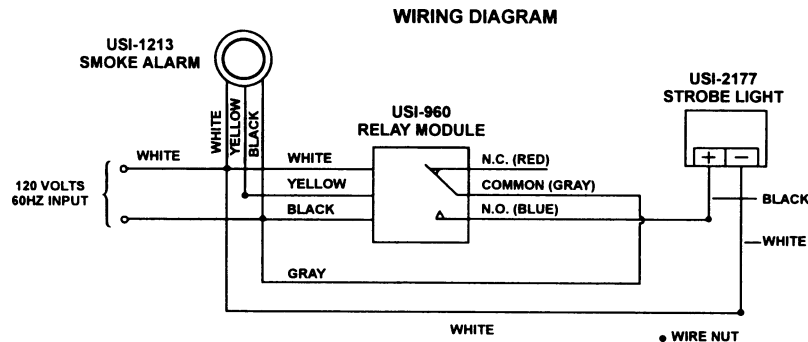 WIRING DIAGRAM
USI-1213
SMOKE ALARM
USI-2177
STROBE LIGHT
USI-960
RELAY MODULE
WHITE
YELLOW
BLACK
WHITE
WHITE
N.C. (RED)
+ −
120 VOLTS
60HZ INPUT
YELLOW
COMMON (GRAY)
BLACK
BLACK
N.O. (BLUE)
WHITE
GRAY
WHITE
WIRE NUT